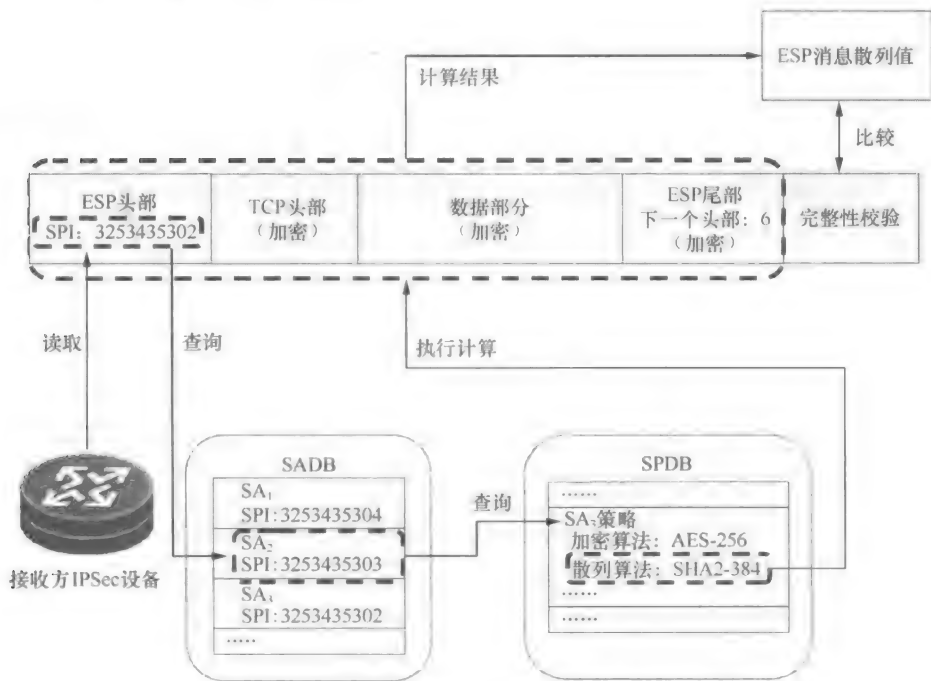 ESP消息散列值
计算结果
比较
ESP头部
SPI：3253435302
TCP头部
（加密）
数据部分
（加密）
ESP尾部
下一个头部：6
（加密）
完整性校验
读取
查询
执行计算
接收方IPSec设备
SADB
SA₁
SPI:3253435304
SA₂
SPI:3253435303
SA₃
SPI:3253435302
……
查询
SPDB
……
SA₃策略
加密算法：AES-256
散列算法：SHA2-384
……
……